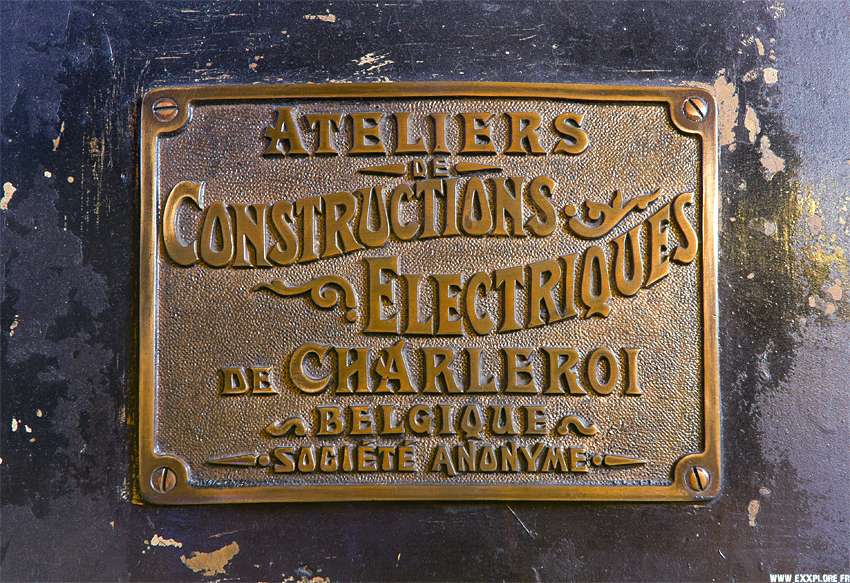 ATELIERS
DE
CONSTRUCTIONS
ELECTRIQUES
DE CHARLEROI
BELGIQUE
SOCIÉTÉ ANONYME
WWW.EXXPLORE.FR